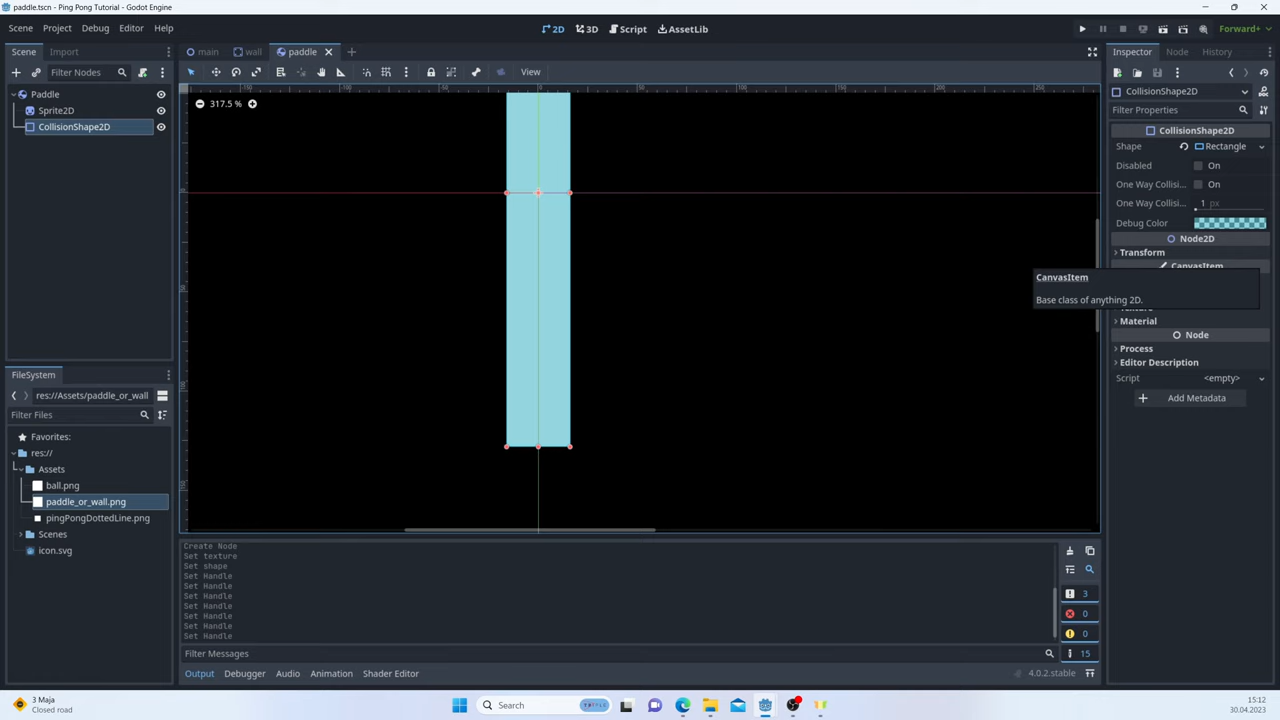 paddle.tscn - Ping Pong Tutorial - Godot Engine
Scene Project Debug Editor Help
2D 3D Script AssetLib
Forward+
Scene Import
main wall paddle
Inspector Node History
Filter Nodes
View
Paddle
Sprite2D
CollisionShape2D
317.5 %
CollisionShape2D
Filter Properties
CollisionShape2D
Shape Rectangle
Disabled On
One Way Collisi... On
One Way Collisi... 1 px
Debug Color
Node2D
Transform
CanvasItem
CanvasItem
Base class of anything 2D.
Material
Node
Process
Editor Description
Script <empty>
Add Metadata
FileSystem
res://Assets/paddle_or_wall
Filter Files
Favorites:
res://
Assets
ball.png
paddle_or_wall.png
pingPongDottedLine.png
Scenes
icon.svg
Create Node
Set texture
Set shape
Set Handle
Set Handle
Set Handle
Set Handle
Set Handle
Set Handle
Set Handle
3
0
0
15
Filter Messages
Output Debugger Audio Animation Shader Editor
4.0.2.stable
3 Maja
Closed road
Search
15:12
30.04.2023